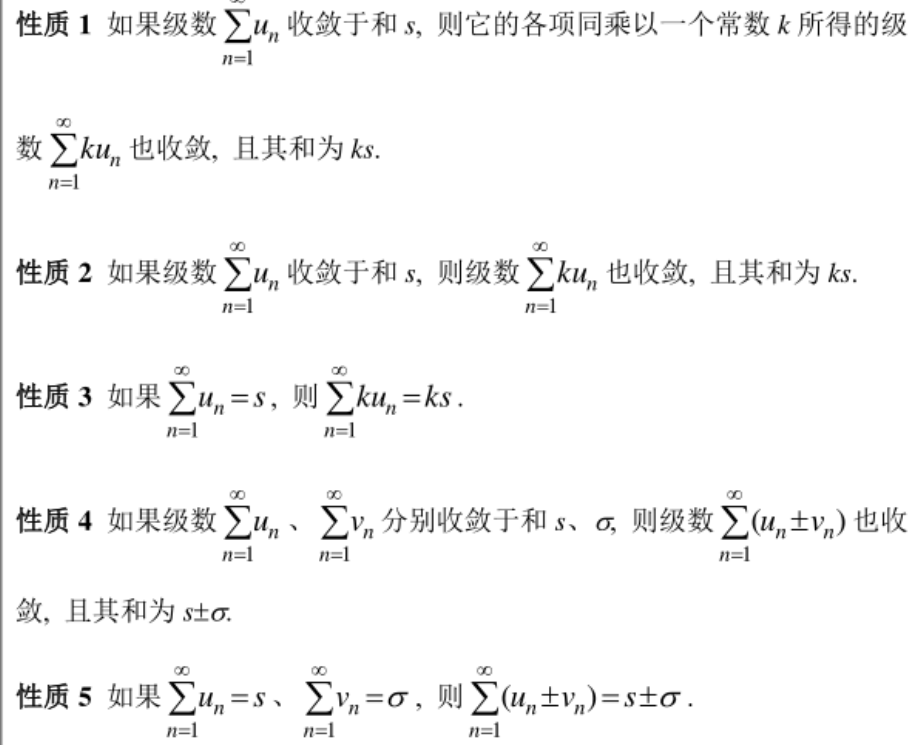 性质 1 如果级数 $\sum_{n=1}^{\infty} u_n$ 收敛于和 s, 则它的各项同乘以一个常数 k 所得的级
数 $\sum_{n=1}^{\infty} ku_n$ 也收敛, 且其和为 ks.
性质 2 如果级数 $\sum_{n=1}^{\infty} u_n$ 收敛于和 s, 则级数 $\sum_{n=1}^{\infty} ku_n$ 也收敛, 且其和为 ks.
性质 3 如果 $\sum_{n=1}^{\infty} u_n = s$, 则 $\sum_{n=1}^{\infty} ku_n = ks$.
性质 4 如果级数 $\sum_{n=1}^{\infty} u_n$、$\sum_{n=1}^{\infty} v_n$ 分别收敛于和 s、σ, 则级数 $\sum_{n=1}^{\infty} (u_n \pm v_n)$ 也收
敛, 且其和为 s±σ.
性质 5 如果 $\sum_{n=1}^{\infty} u_n = s$、$\sum_{n=1}^{\infty} v_n = σ$, 则 $\sum_{n=1}^{\infty} (u_n \pm v_n) = s \pm σ$.